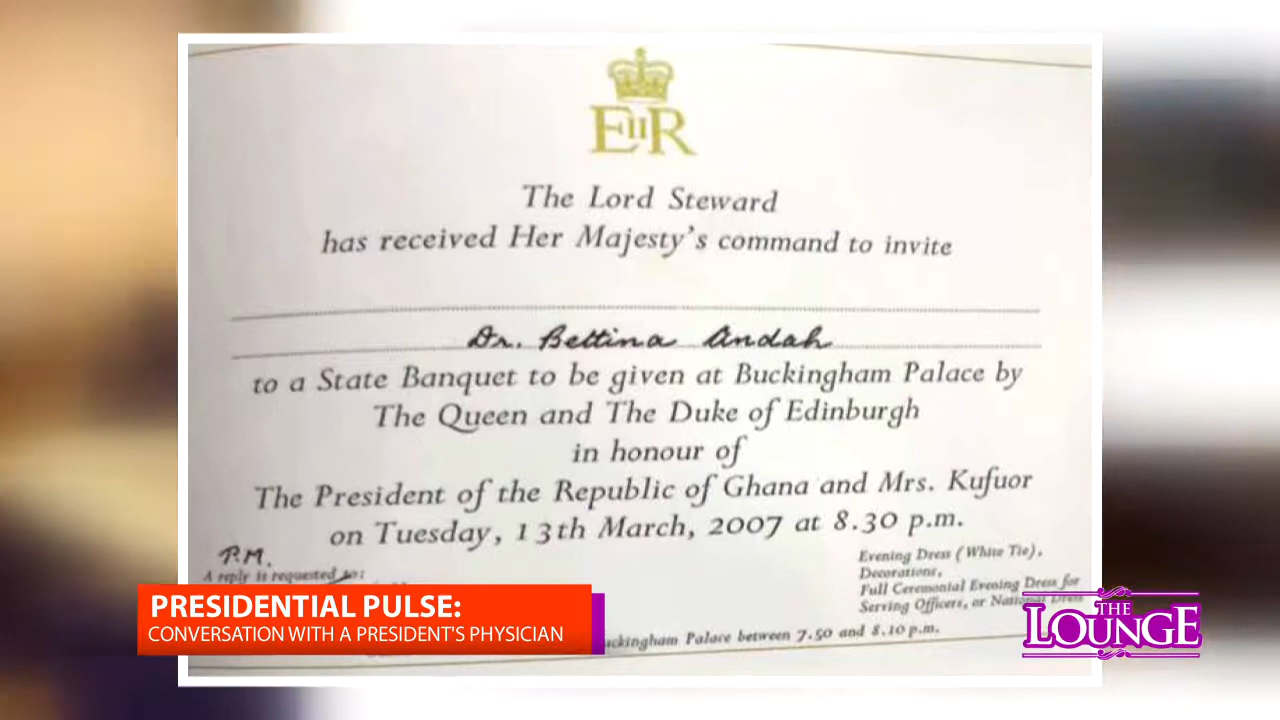 EIIR
The Lord Steward
has received Her Majesty's command to invite
Dr. Bettina Andah
to a State Banquet to be given at Buckingham Palace by
The Queen and The Duke of Edinburgh
in honour of
The President of the Republic of Ghana and Mrs. Kufuor
on Tuesday, 13th March, 2007 at 8.30 p.m.
P.M.
A reply is requested to:
Evening Dress (White Tie),
Decorations,
Full Ceremonial Evening Dress for
Serving Officers, or National Dress
Buckingham Palace between 7.50 and 8.10 p.m.
PRESIDENTIAL PULSE:
CONVERSATION WITH A PRESIDENT'S PHYSICIAN
THE
LOUNGE